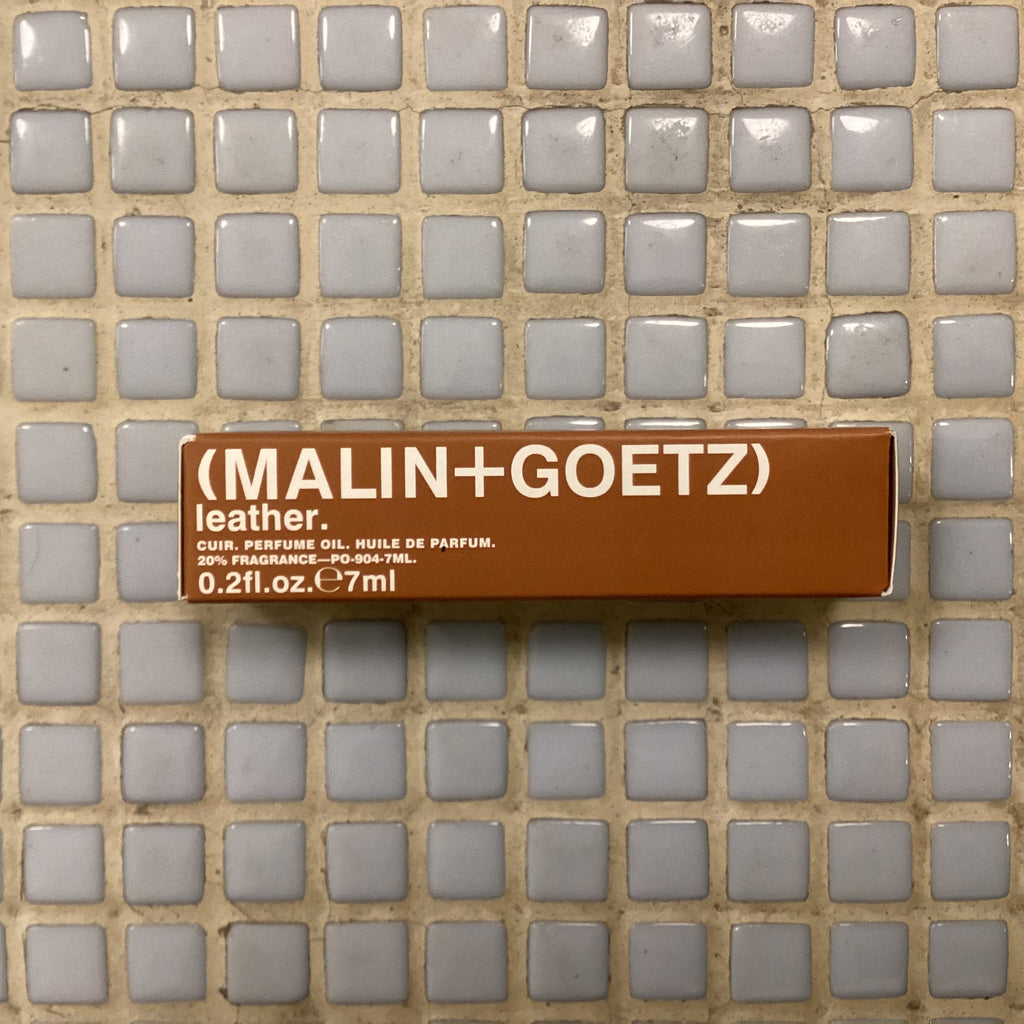 (MALIN+GOETZ)
leather.
CUIR. PERFUME OIL. HUILE DE PARFUM.
20% FRAGRANCE—PO-904-7ML.
0.2fl.oz.℮7ml